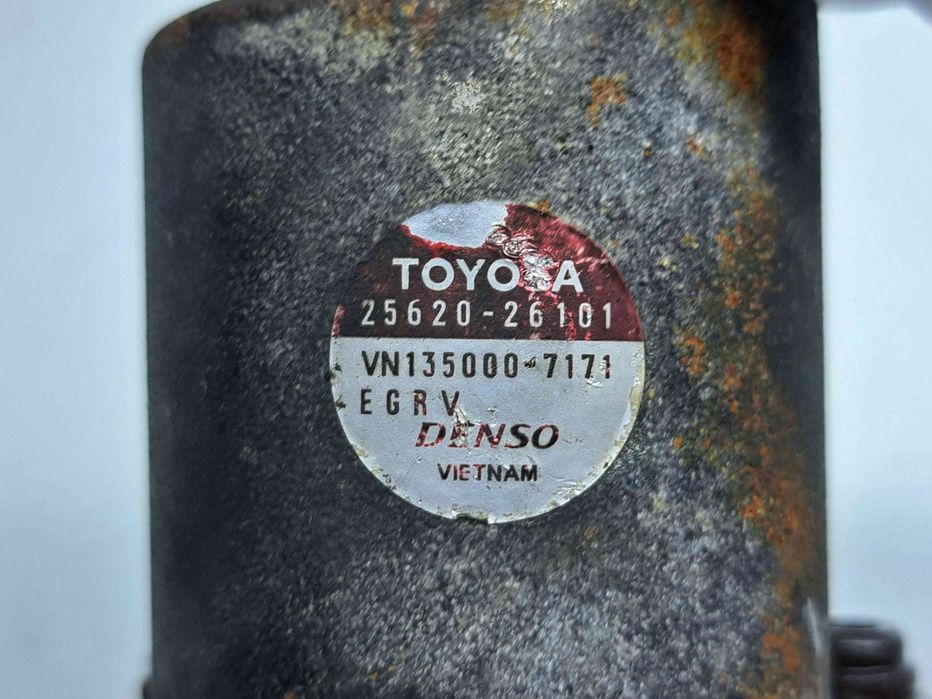 TOYOTA
25620-26101
VN135000-7171
EGRV
DENSO
VIETNAM